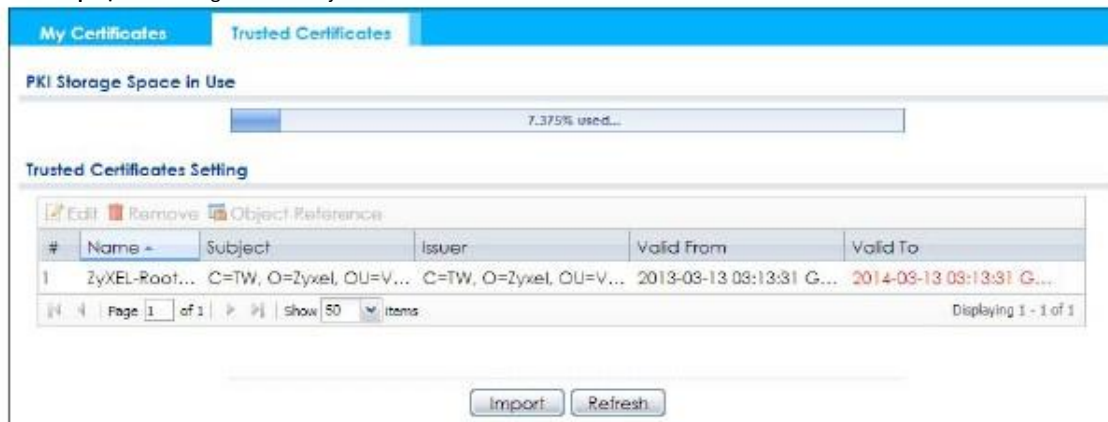 My Certificates Trusted Certificates
PKI Storage Space in Use
7.375% used...
Trusted Certificates Setting
Edit Remove Object Reference
# Name Subject Issuer Valid From Valid To
1 ZyXEL-Root... C=TW, O=Zyxel, OU=V... C=TW, O=Zyxel, OU=V... 2013-03-13 03:13:31 G... 2014-03-13 03:13:31 G...
Page 1 of 1 Show 50 items Displaying 1 - 1 of 1
Import Refresh